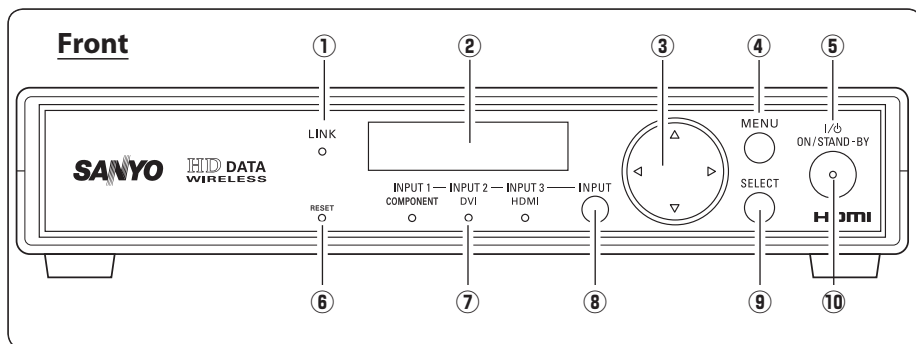 Front
① ② ③ ④ ⑤
LINK
MENU
I/⏻
ON/STAND-BY
SANYO
HD DATA
WIRELESS
INPUT 1 INPUT 2 INPUT 3 INPUT
COMPONENT DVI HDMI
SELECT
RESET
HDMI
⑥ ⑦ ⑧ ⑨ ⑩